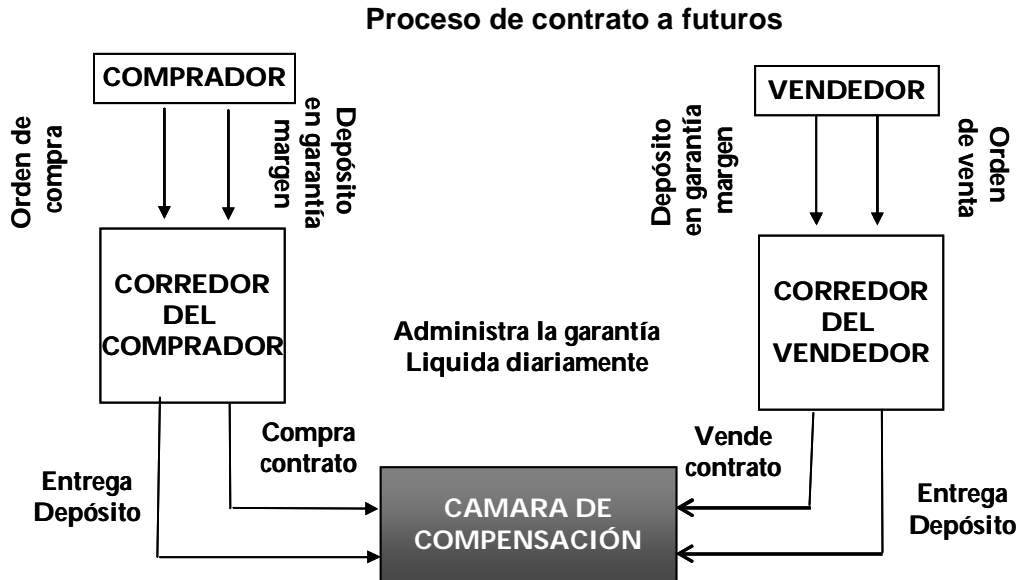 Proceso de contrato a futuros
COMPRADOR
VENDEDOR
Orden de
compra
Depósito
en garantía
margen
Depósito
en garantía
margen
Orden
de venta
CORREDOR
DEL
COMPRADOR
CORREDOR
DEL
VENDEDOR
Administra la garantía
Liquida diariamente
Compra
contrato
Vende
contrato
Entrega
Depósito
Entrega
Depósito
CAMARA DE
COMPENSACIÓN